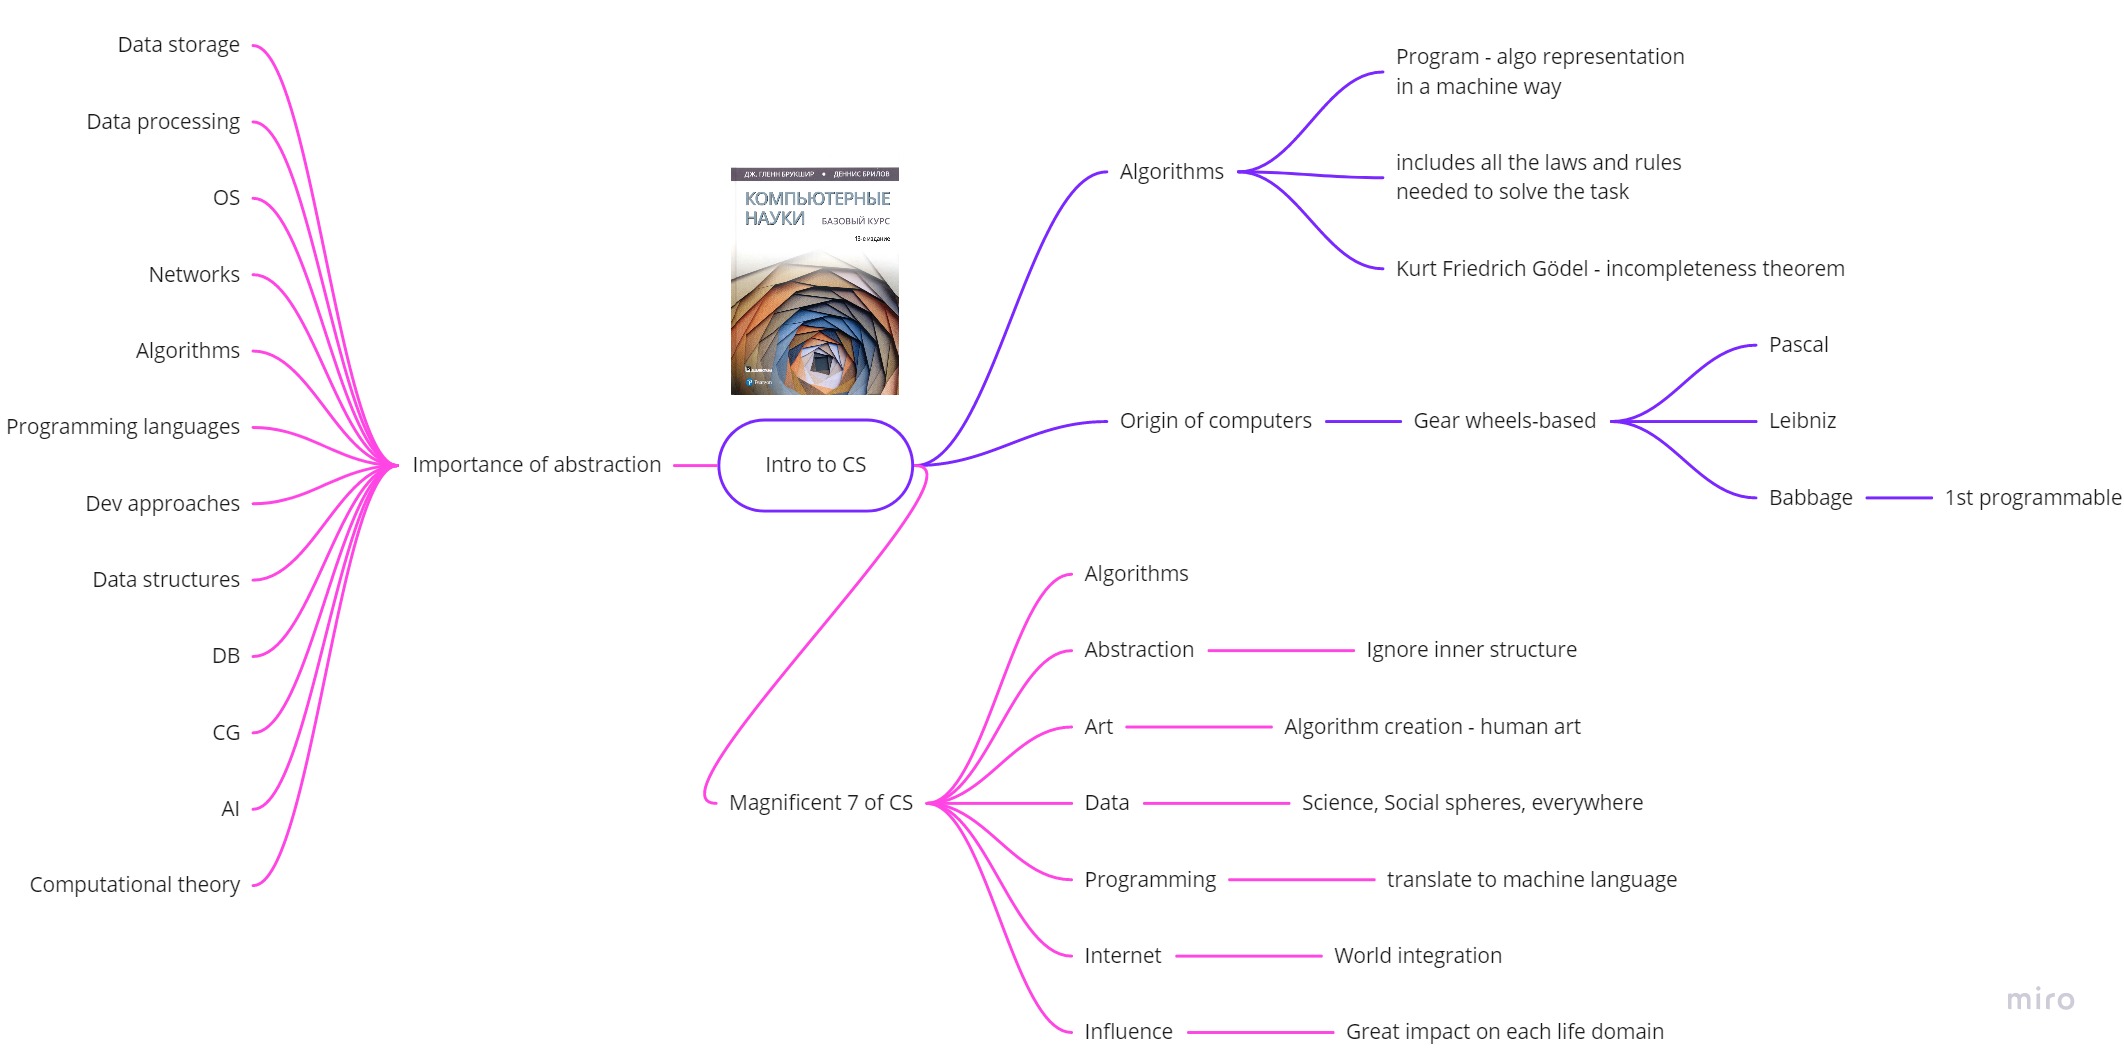 Data storage
Data processing
OS
Networks
Algorithms
Programming languages
Dev approaches
Data structures
DB
CG
AI
Computational theory
Importance of abstraction
ДЖ. ГЛЕНН БРУКШИР • ДЕННИС БРИЛОВ
КОМПЬЮТЕРНЫЕ
НАУКИ БАЗОВЫЙ КУРС
13-е издание
Pearson
Intro to CS
Algorithms
Program - algo representation
in a machine way
includes all the laws and rules
needed to solve the task
Kurt Friedrich Gödel - incompleteness theorem
Origin of computers
Gear wheels-based
Pascal
Leibniz
Babbage
1st programmable
Magnificent 7 of CS
Algorithms
Abstraction
Ignore inner structure
Art
Algorithm creation - human art
Data
Science, Social spheres, everywhere
Programming
translate to machine language
Internet
World integration
Influence
Great impact on each life domain
miro